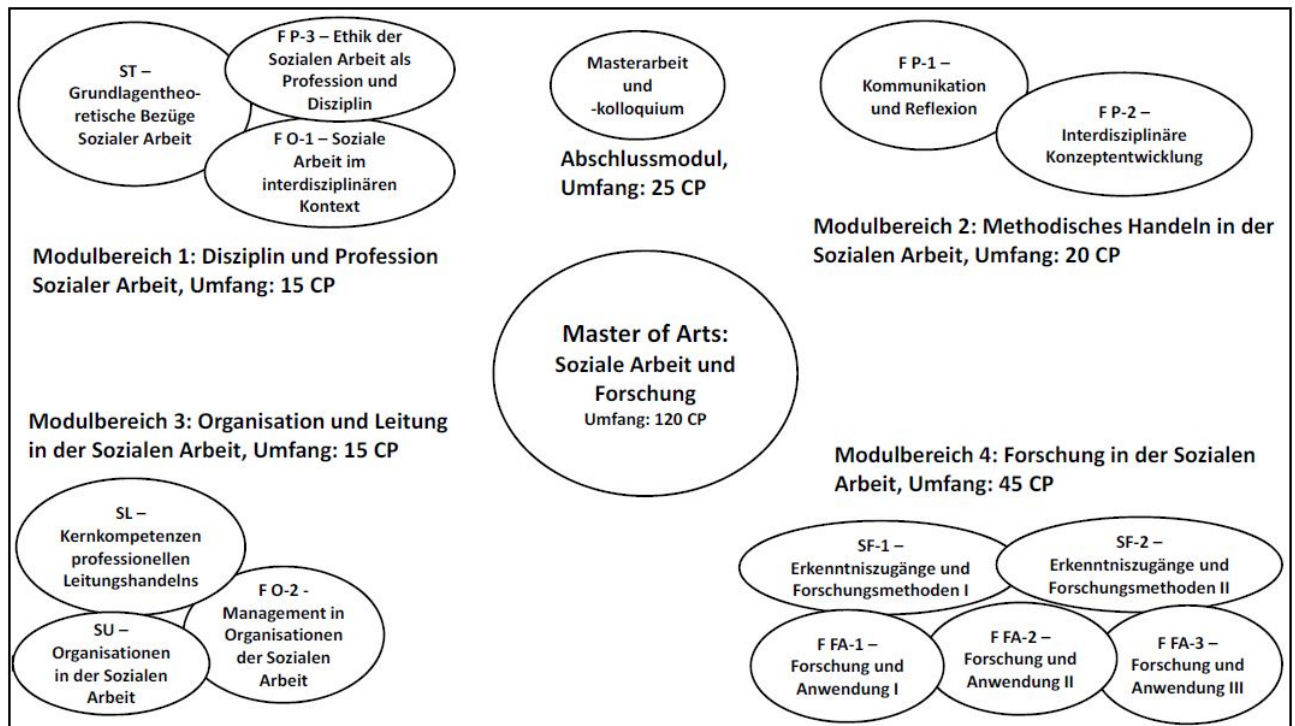 ST –
Grundlagentheo-
retische Bezüge
Sozialer Arbeit
F P-3 – Ethik der
Sozialen Arbeit als
Profession und
Disziplin
F O-1 – Soziale
Arbeit im
interdisziplinären
Kontext
Modulbereich 1: Disziplin und Profession
Sozialer Arbeit, Umfang: 15 CP
Masterarbeit
und
-kolloquium
Abschlussmodul,
Umfang: 25 CP
F P-1 –
Kommunikation
und Reflexion
F P-2 –
Interdisziplinäre
Konzeptentwicklung
Modulbereich 2: Methodisches Handeln in der
Sozialen Arbeit, Umfang: 20 CP
Master of Arts:
Soziale Arbeit und
Forschung
Umfang: 120 CP
Modulbereich 3: Organisation und Leitung
in der Sozialen Arbeit, Umfang: 15 CP
SL –
Kernkompetenzen
professionellen
Leitungshandelns
F O-2 -
Management in
Organisationen
der Sozialen
Arbeit
SU –
Organisationen
in der Sozialen
Arbeit
Modulbereich 4: Forschung in der Sozialen
Arbeit, Umfang: 45 CP
SF-1 –
Erkenntniszugänge und
Forschungsmethoden I
SF-2 –
Erkenntniszugänge und
Forschungsmethoden II
F FA-1 –
Forschung und
Anwendung I
F FA-2 –
Forschung und
Anwendung II
F FA-3 –
Forschung und
Anwendung III